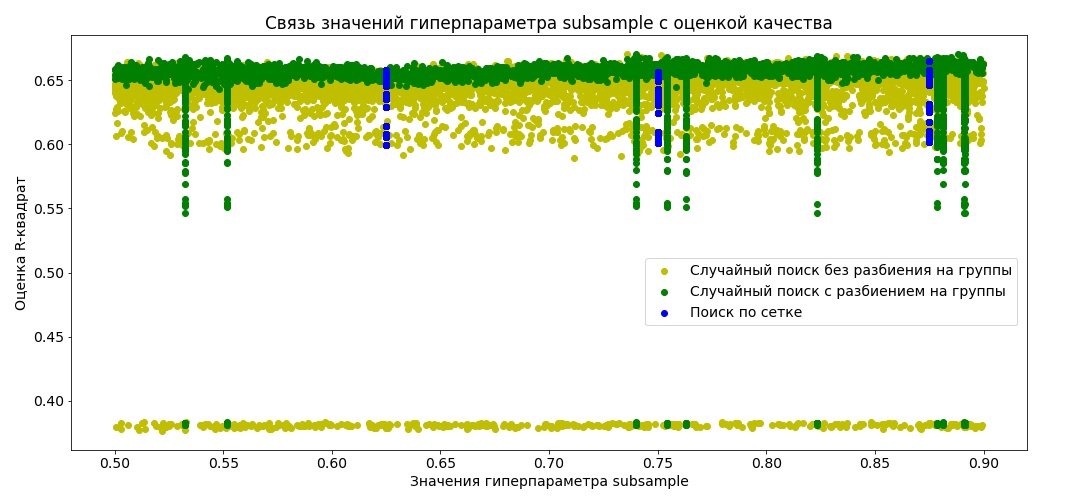 Связь значений гиперпараметра subsample с оценкой качества
Оценка R-квадрат
0.65
0.60
0.55
0.50
0.45
0.40
Случайный поиск без разбиения на группы
Случайный поиск с разбиением на группы
Поиск по сетке
0.50 0.55 0.60 0.65 0.70 0.75 0.80 0.85 0.90
Значения гиперпараметра subsample